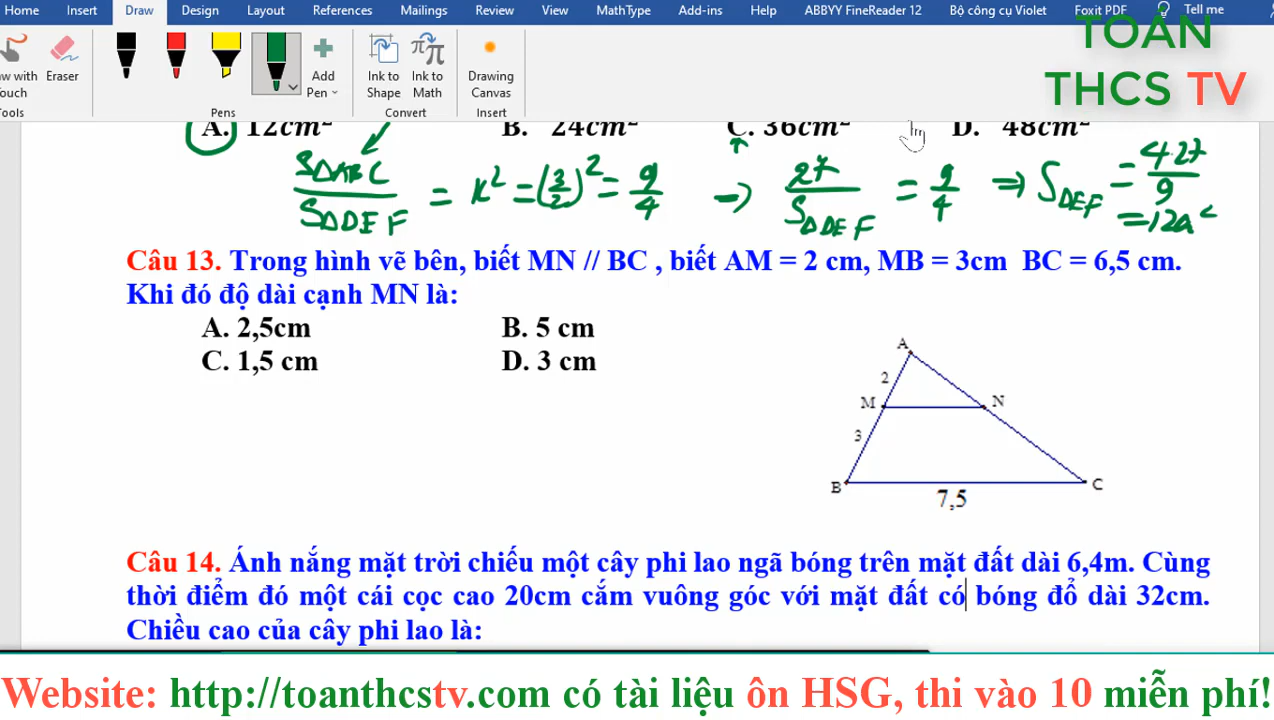 Home Insert Draw Design Layout References Mailings Review View MathType Add-ins Help ABBYY FineReader 12 Bộ công cụ Violet Foxit PDF Tell me
TOÁN
THCS TV
Eraser
Touch
Add Pen
Ink to Shape
Ink to Math
Drawing Canvas
Pens Convert Insert
A. 12cm² B. 24cm² C. 36cm² D. 48cm²
SΔABC / SΔDEF = K² = (3/2)² = 9/4 => 27 / SΔDEF = 9/4 => S DEF = 4.27 / 9
Câu 13. Trong hình vẽ bên, biết MN // BC , biết AM = 2 cm, MB = 3cm BC = 6,5 cm.
Khi đó độ dài cạnh MN là:
A. 2,5cm B. 5 cm
C. 1,5 cm D. 3 cm
A
2
M N
3
B C
7,5
Câu 14. Ánh nắng mặt trời chiếu một cây phi lao ngã bóng trên mặt đất dài 6,4m. Cùng
thời điểm đó một cái cọc cao 20cm cắm vuông góc với mặt đất có bóng đổ dài 32cm.
Chiều cao của cây phi lao là:
Website: http://toanthcstv.com có tài liệu ôn HSG, thi vào 10 miễn phí!